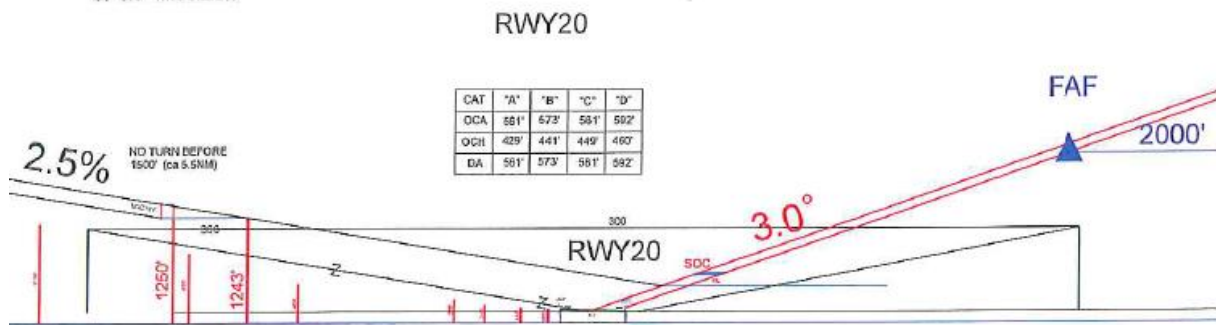 RWY20
CAT "A" "B" "C" "D"
OCA 561' 573' 581' 592'
OCH 429' 441' 449' 460'
DA 561' 573' 581' 592'
FAF
2000'
2.5%
NO TURN BEFORE
1500' (ca 5.5NM)
300
300
3.0°
RWY20
SOC
Z
Z
1250'
1243'